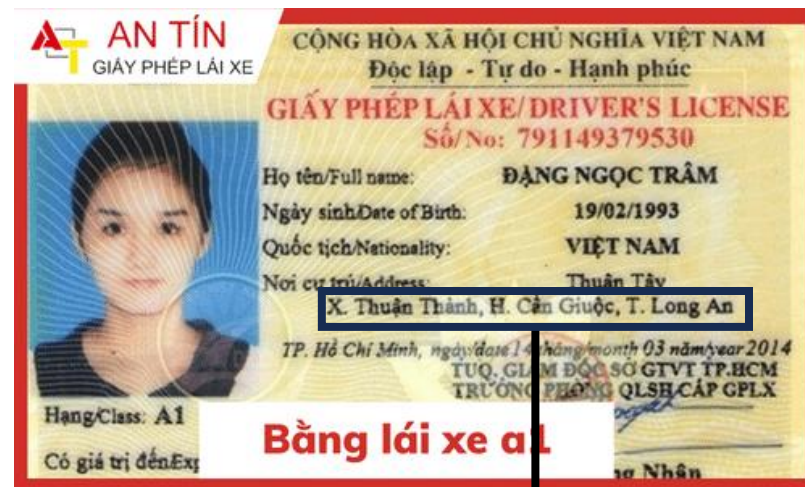 AN TÍN
GIẤY PHÉP LÁI XE
CỘNG HÒA XÃ HỘI CHỦ NGHĨA VIỆT NAM
Độc lập - Tự do - Hạnh phúc
GIẤY PHÉP LÁI XE/ DRIVER'S LICENSE
Số/No: 791149379530
Họ tên/Full name: ĐẶNG NGỌC TRÂM
Ngày sinh/Date of Birth: 19/02/1993
Quốc tịch/Nationality: VIỆT NAM
Nơi cư trú/Address: Thuận Tây
X. Thuận Thành, H. Cần Giuộc, T. Long An
TP. Hồ Chí Minh, ngày/date 14 tháng/month 03 năm/year 2014
TUQ. GIÁM ĐỐC SỞ GTVT TP.HCM
TRƯỞNG PHÒNG QLSH CẤP GPLX
Hạng/Class: A1
Bằng lái xe a1
Có giá trị đến/Exp
Nhân